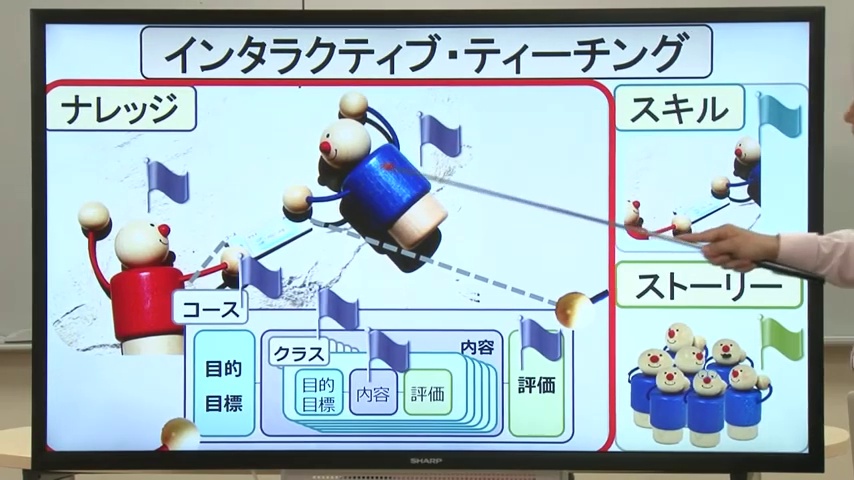 インタラクティブ・ティーチング
ナレッジ
スキル
ストーリー
コース
目的
目標
クラス
内容
目的
目標
内容
評価
評価
SHARP